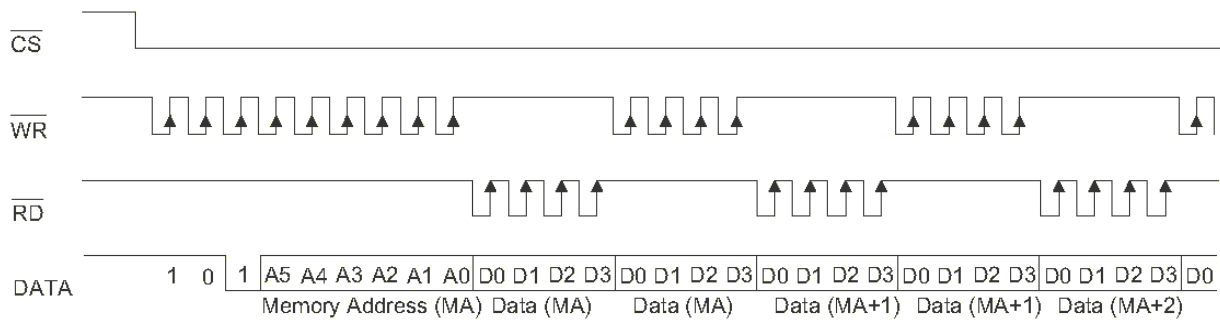 CS
WR
RD
DATA 1 0 1 A5 A4 A3 A2 A1 A0 D0 D1 D2 D3 D0 D1 D2 D3 D0 D1 D2 D3 D0 D1 D2 D3 D0 D1 D2 D3 D0
Memory Address (MA) Data (MA) Data (MA) Data (MA+1) Data (MA+1) Data (MA+2)